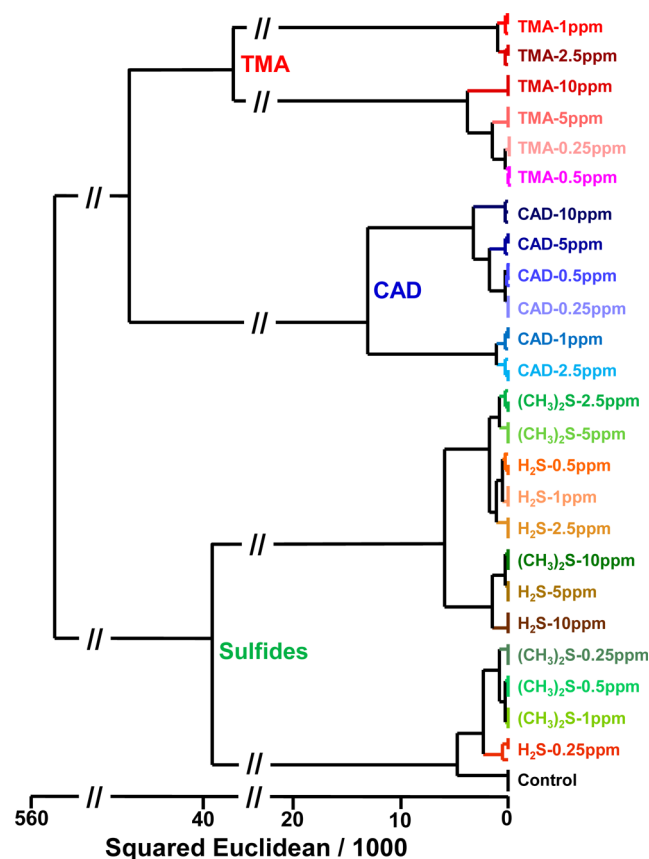 TMA-1ppm
TMA-2.5ppm
TMA
TMA-10ppm
TMA-5ppm
TMA-0.25ppm
TMA-0.5ppm
CAD-10ppm
CAD-5ppm
CAD-0.5ppm
CAD
CAD-0.25ppm
CAD-1ppm
CAD-2.5ppm
(CH₃)₂S-2.5ppm
(CH₃)₂S-5ppm
H₂S-0.5ppm
H₂S-1ppm
H₂S-2.5ppm
(CH₃)₂S-10ppm
H₂S-5ppm
H₂S-10ppm
Sulfides
(CH₃)₂S-0.25ppm
(CH₃)₂S-0.5ppm
(CH₃)₂S-1ppm
H₂S-0.25ppm
Control
560 40 20 10 0
Squared Euclidean / 1000